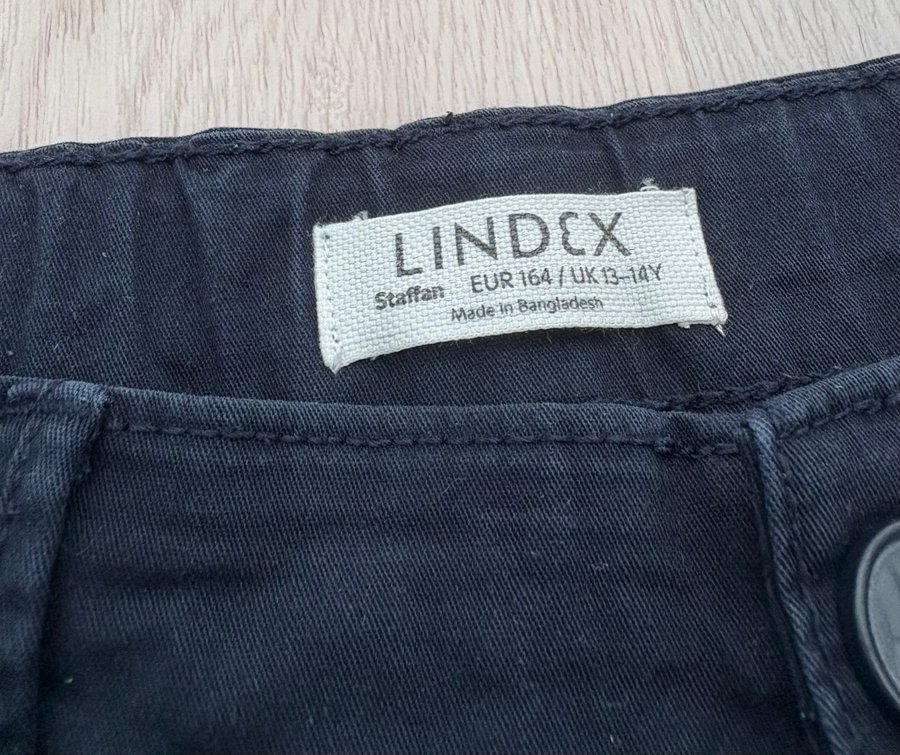 LINDEX
Staffan EUR 164 / UK 13-14Y
Made in Bangladesh